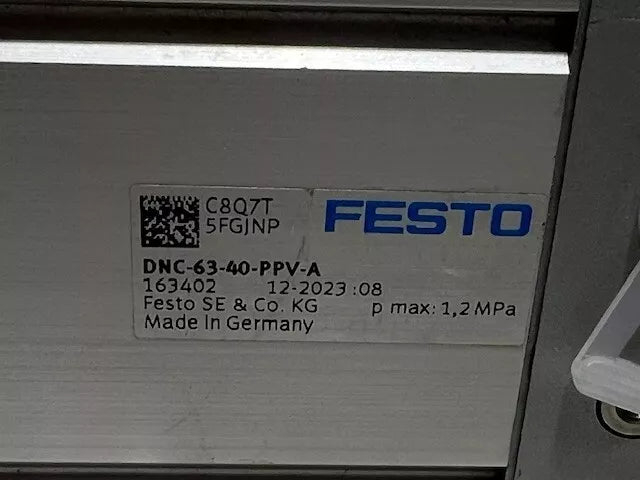 C8Q7T
5FGJNP
FESTO
DNC-63-40-PPV-A
163402 12-2023:08
Festo SE & Co. KG p max: 1,2 MPa
Made In Germany